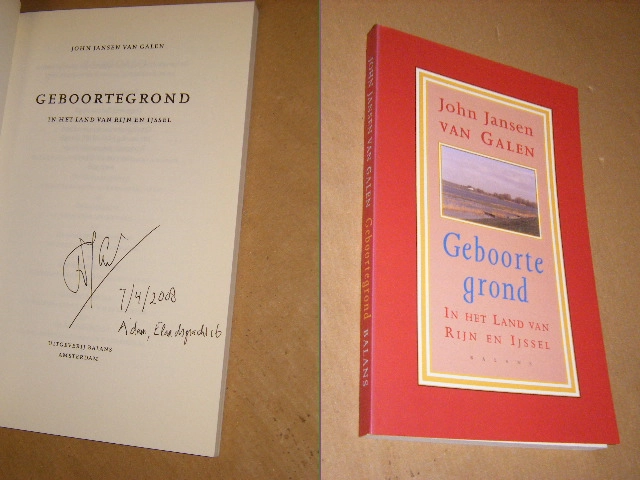 JOHN JANSEN VAN GALEN
GEBOORTEGROND
IN HET LAND VAN RIJN EN IJSSEL
7/4/2008
A'dam,
UITGEVERIJ BALANS
AMSTERDAM
JOHN JANSEN VAN GALEN Geboortegrond BALANS
John Jansen
van Galen
Geboorte
grond
In het Land van
Rijn en IJssel
BALANS